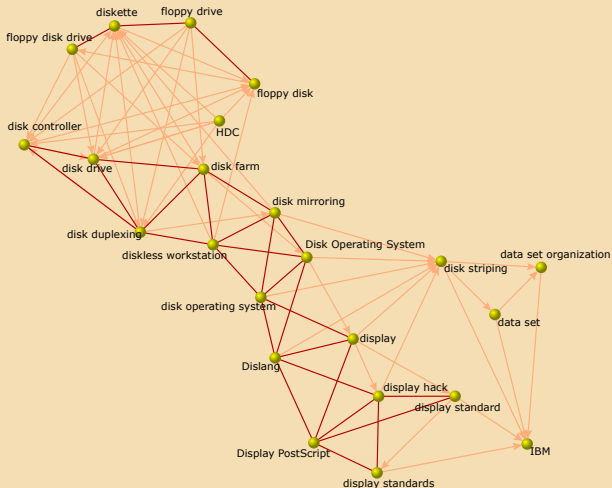 diskette
floppy drive
floppy disk drive
floppy disk
disk controller
HDC
disk drive
disk farm
disk mirroring
disk duplexing
Disk Operating System
diskless workstation
data set organization
disk striping
disk operating system
data set
display
Dislang
display hack
display standard
Display PostScript
IBM
display standards